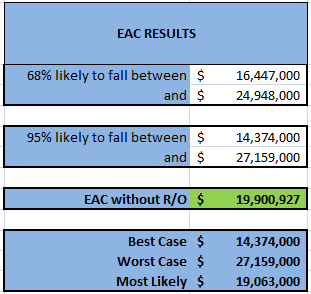 EAC RESULTS
68% likely to fall between $ 16,447,000
and $ 24,948,000
95% likely to fall between $ 14,374,000
and $ 27,159,000
EAC without R/O $ 19,900,927
Best Case $ 14,374,000
Worst Case $ 27,159,000
Most Likely $ 19,063,000